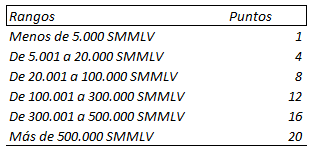 Rangos Puntos
Menos de 5.000 SMMLV 1
De 5.001 a 20.000 SMMLV 4
De 20.001 a 100.000 SMMLV 8
De 100.001 a 300.000 SMMLV 12
De 300.001 a 500.000 SMMLV 16
Más de 500.000 SMMLV 20